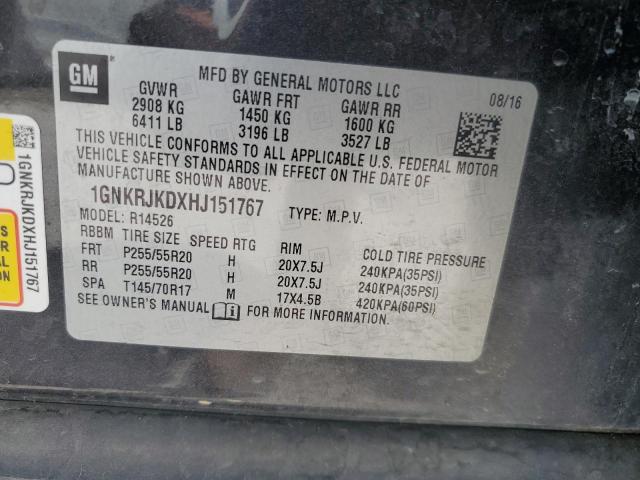 GM
MFD BY GENERAL MOTORS LLC
08/16
GVWR GAWR FRT GAWR RR
2908 KG 1450 KG 1600 KG
6411 LB 3196 LB 3527 LB
THIS VEHICLE CONFORMS TO ALL APPLICABLE U.S. FEDERAL MOTOR
VEHICLE SAFETY STANDARDS IN EFFECT ON THE DATE OF
MANUFACTURE SHOWN ABOVE.
1GNKRJKDXHJ151767 TYPE: M.P.V.
MODEL: R14526
RBBM TIRE SIZE SPEED RTG RIM COLD TIRE PRESSURE
FRT P255/55R20 H 20X7.5J 240KPA(35PSI)
RR P255/55R20 H 20X7.5J 240KPA(35PSI)
SPA T145/70R17 M 17X4.5B 420KPA(60PSI)
SEE OWNER'S MANUAL FOR MORE INFORMATION.
1GNKRJKDXHJ151767